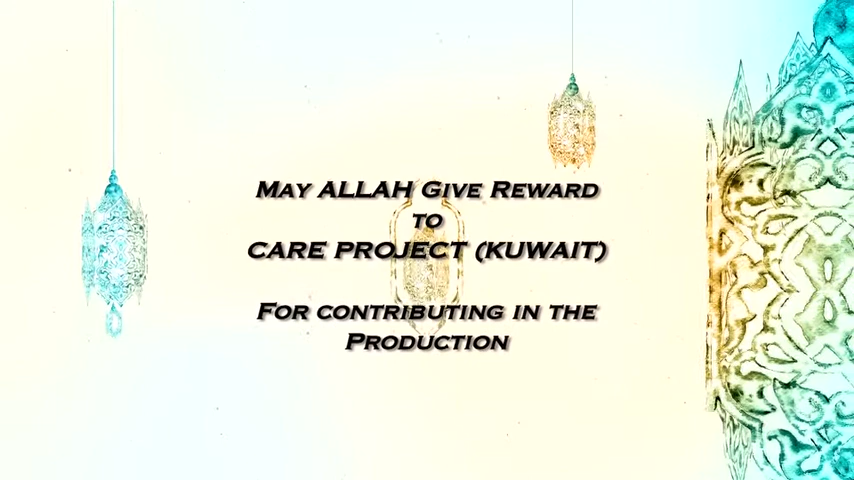 May ALLAH Give Reward
to
CARE PROJECT (KUWAIT)
For contributing in the
Production